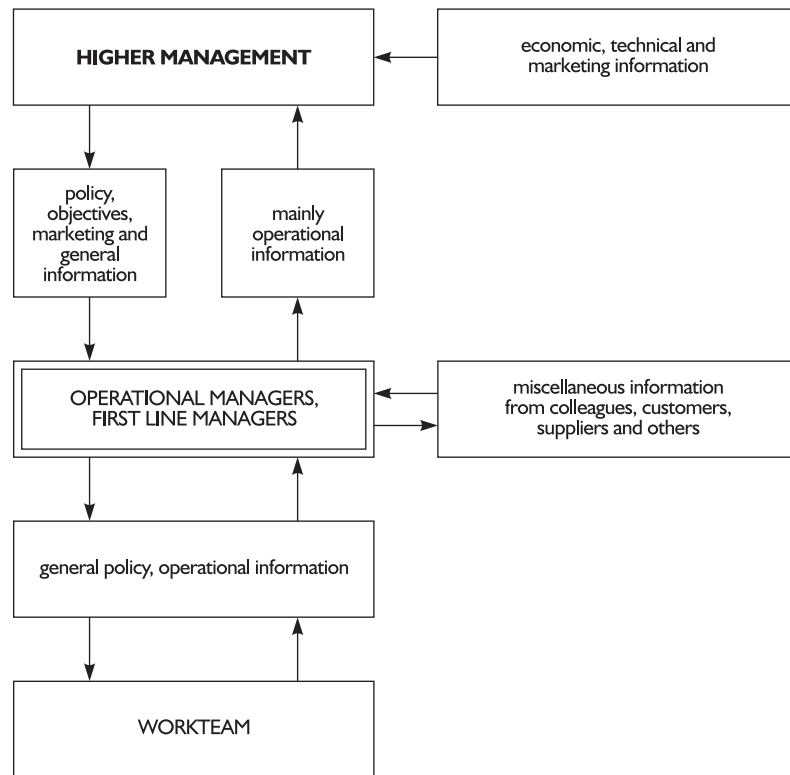 HIGHER MANAGEMENT
economic, technical and
marketing information
policy,
objectives,
marketing and
general
information
mainly
operational
information
OPERATIONAL MANAGERS,
FIRST LINE MANAGERS
miscellaneous information
from colleagues, customers,
suppliers and others
general policy, operational information
WORKTEAM